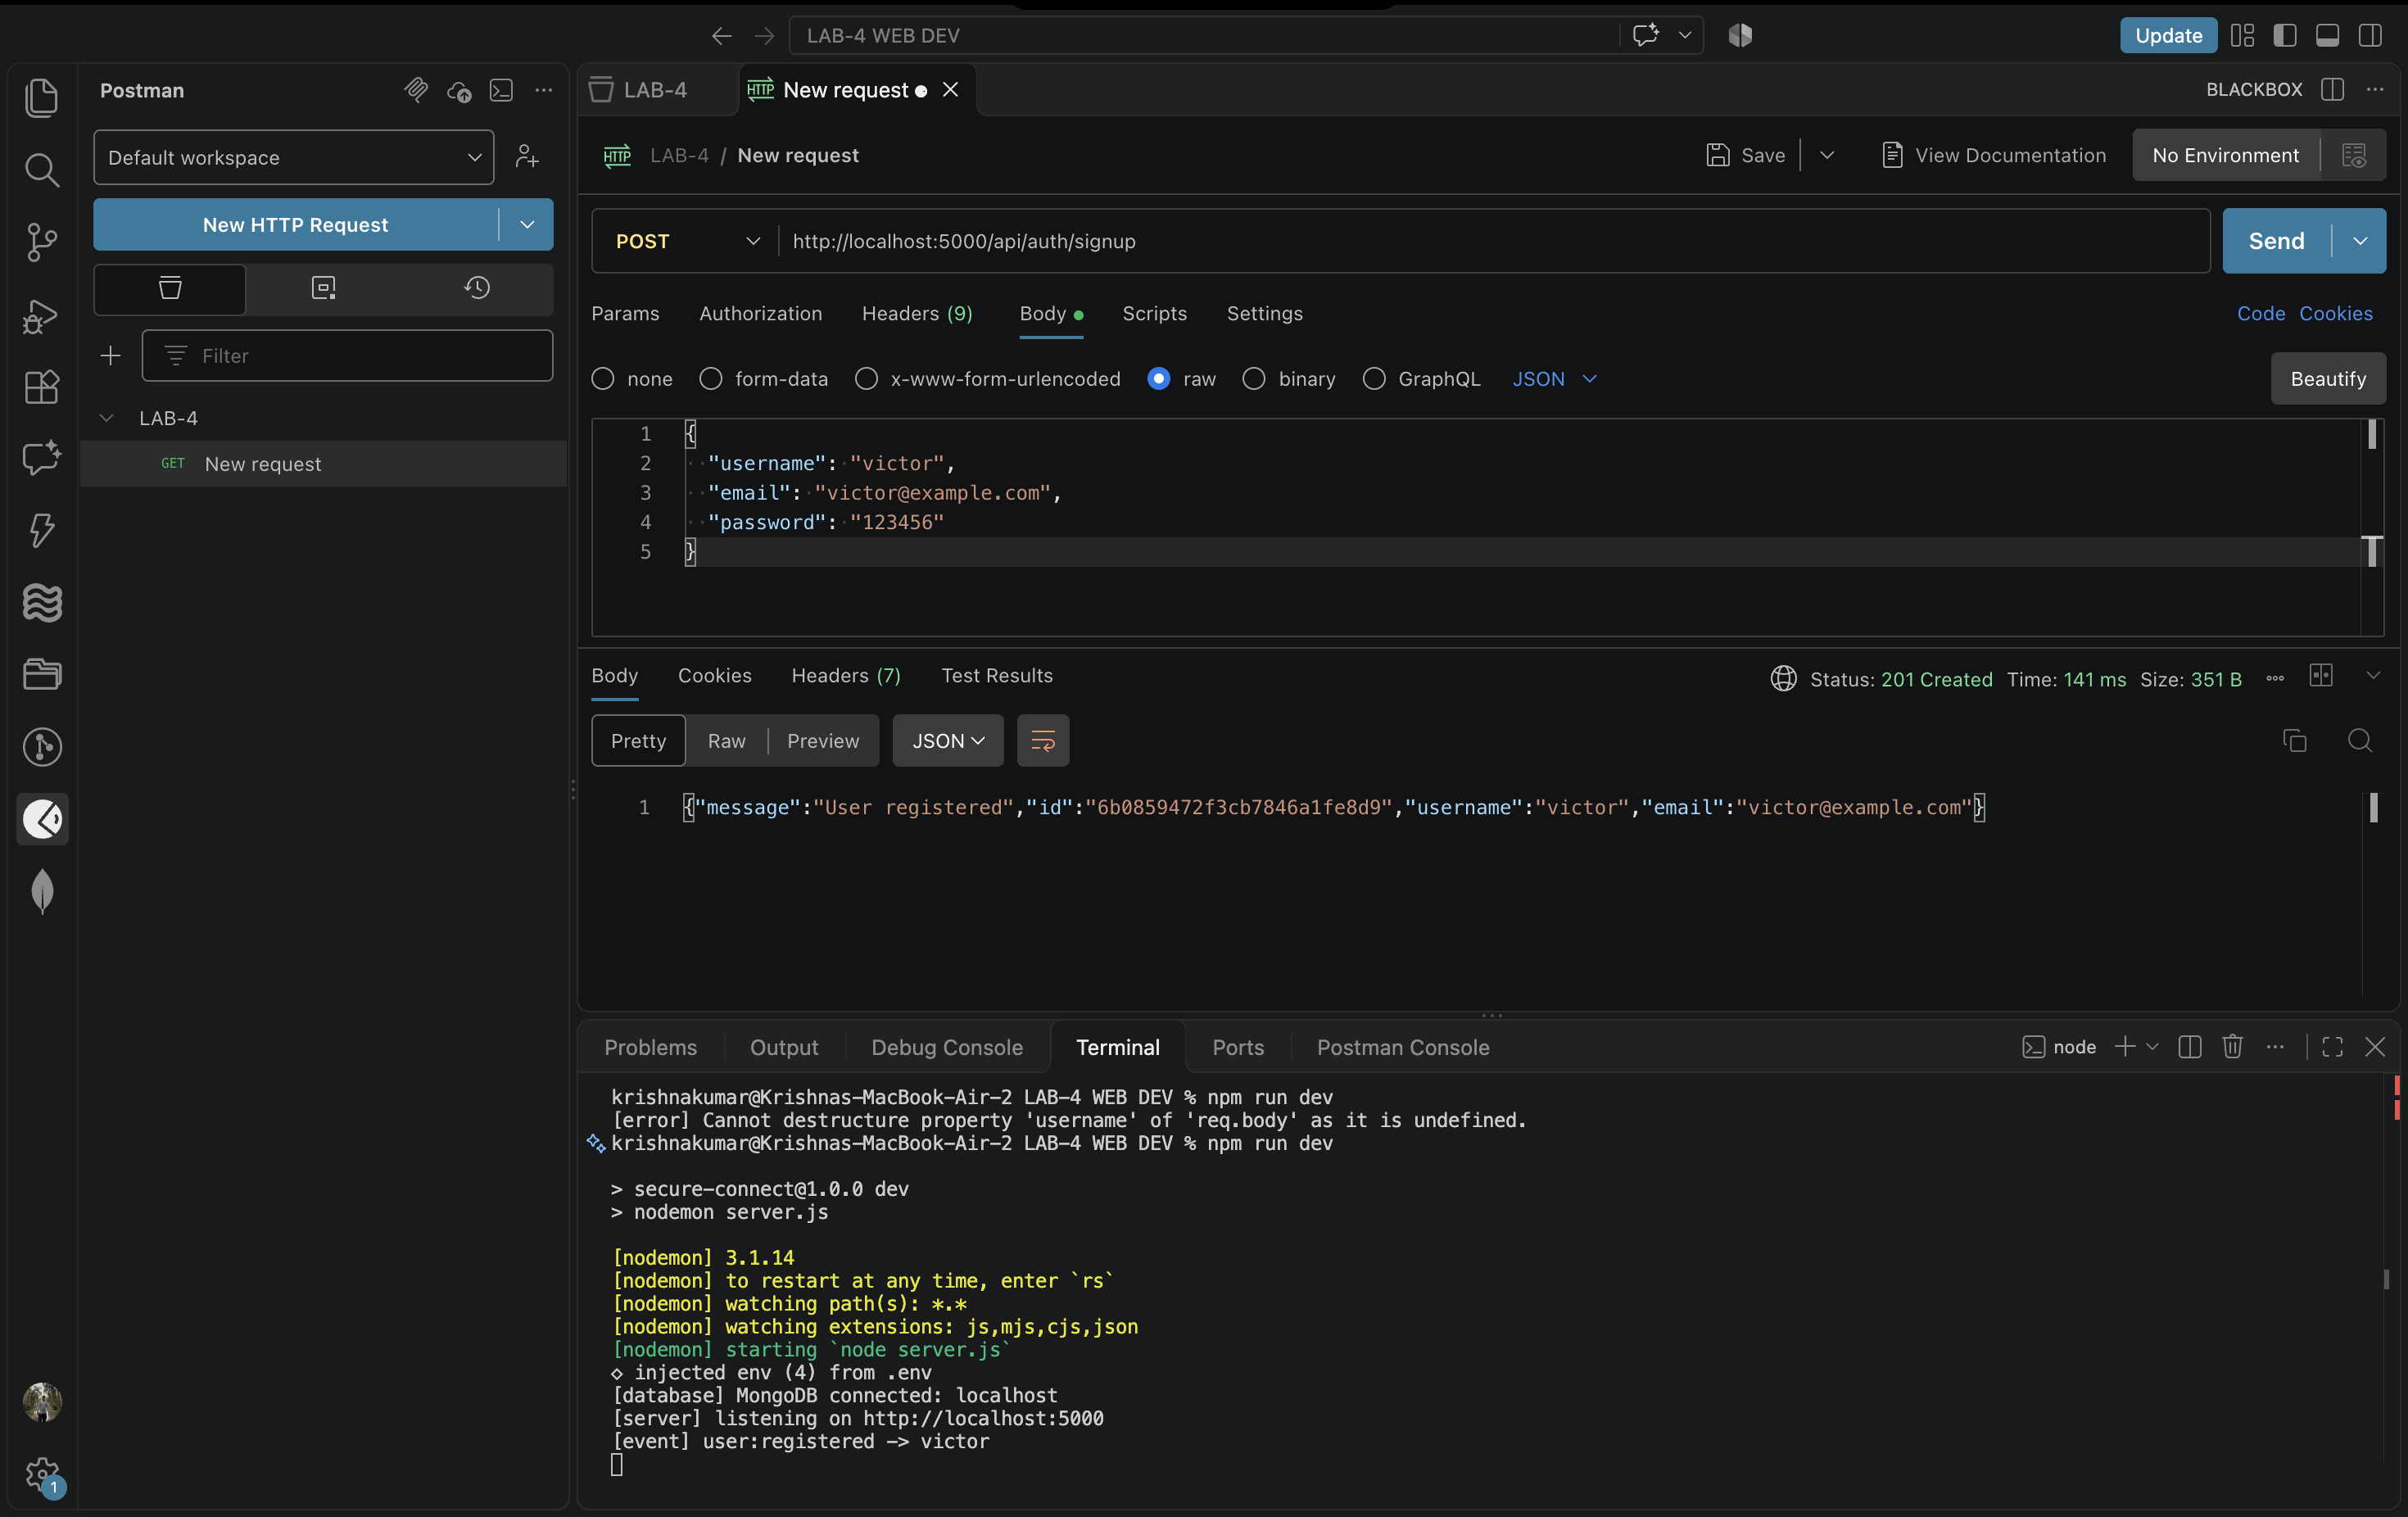 LAB-4 WEB DEV
Update
Postman
Default workspace
New HTTP Request
Filter
LAB-4
GET New request
1
LAB-4
HTTP New request
BLACKBOX
HTTP LAB-4 / New request
Save
View Documentation
No Environment
POST http://localhost:5000/api/auth/signup
Send
Params Authorization Headers (9) Body Scripts Settings
Code Cookies
none form-data x-www-form-urlencoded raw binary GraphQL JSON
Beautify
1 {
2 "username": "victor",
3 "email": "victor@example.com",
4 "password": "123456"
5 }
Body Cookies Headers (7) Test Results
Status: 201 Created Time: 141 ms Size: 351 B
Pretty Raw Preview JSON
1 {"message":"User registered","id":"6b0859472f3cb7846a1fe8d9","username":"victor","email":"victor@example.com"}
Problems Output Debug Console Terminal Ports Postman Console
node
krishnakumar@Krishnas-MacBook-Air-2 LAB-4 WEB DEV % npm run dev
[error] Cannot destructure property 'username' of 'req.body' as it is undefined.
krishnakumar@Krishnas-MacBook-Air-2 LAB-4 WEB DEV % npm run dev
> secure-connect@1.0.0 dev
> nodemon server.js
[nodemon] 3.1.14
[nodemon] to restart at any time, enter `rs`
[nodemon] watching path(s): *.*
[nodemon] watching extensions: js,mjs,cjs,json
[nodemon] starting `node server.js`
◇ injected env (4) from .env
[database] MongoDB connected: localhost
[server] listening on http://localhost:5000
[event] user:registered -> victor